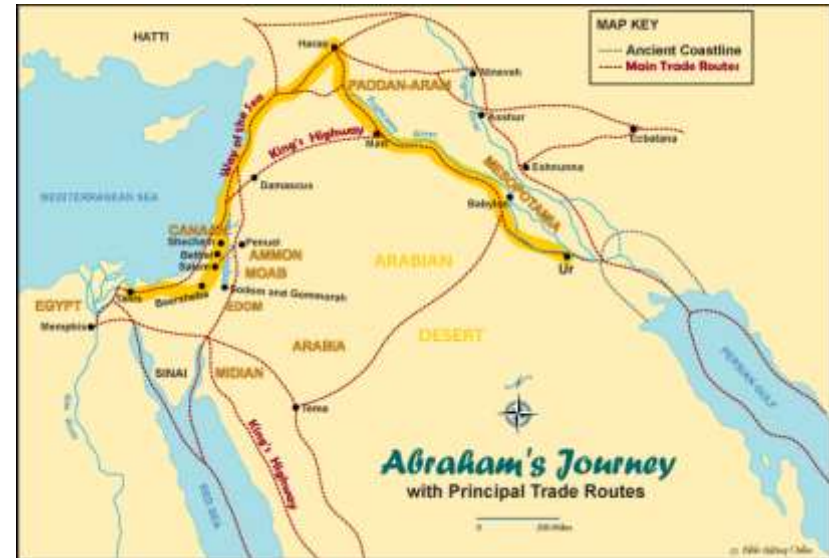 HATTI
MAP KEY
Ancient Coastline
Main Trade Routes
Haran
Nineveh
PADDAN-ARAM
Asshur
Ecbatana
Way of the Sea
King's Highway
Mari
River
Eshnunna
MEDITERRANEAN SEA
Damascus
MESOPOTAMIA
Babylon
CANAAN
Shechem
Penuel
Bethel
AMMON
Salem
MOAB
ARABIAN
Ur
Beersheba
Sodom and Gommorah
EGYPT
EDOM
Memphis
DESERT
ARABIA
SINAI
MIDIAN
PERSIAN GULF
Tema
King's Highway
RED SEA
Abraham's Journey
with Principal Trade Routes
0